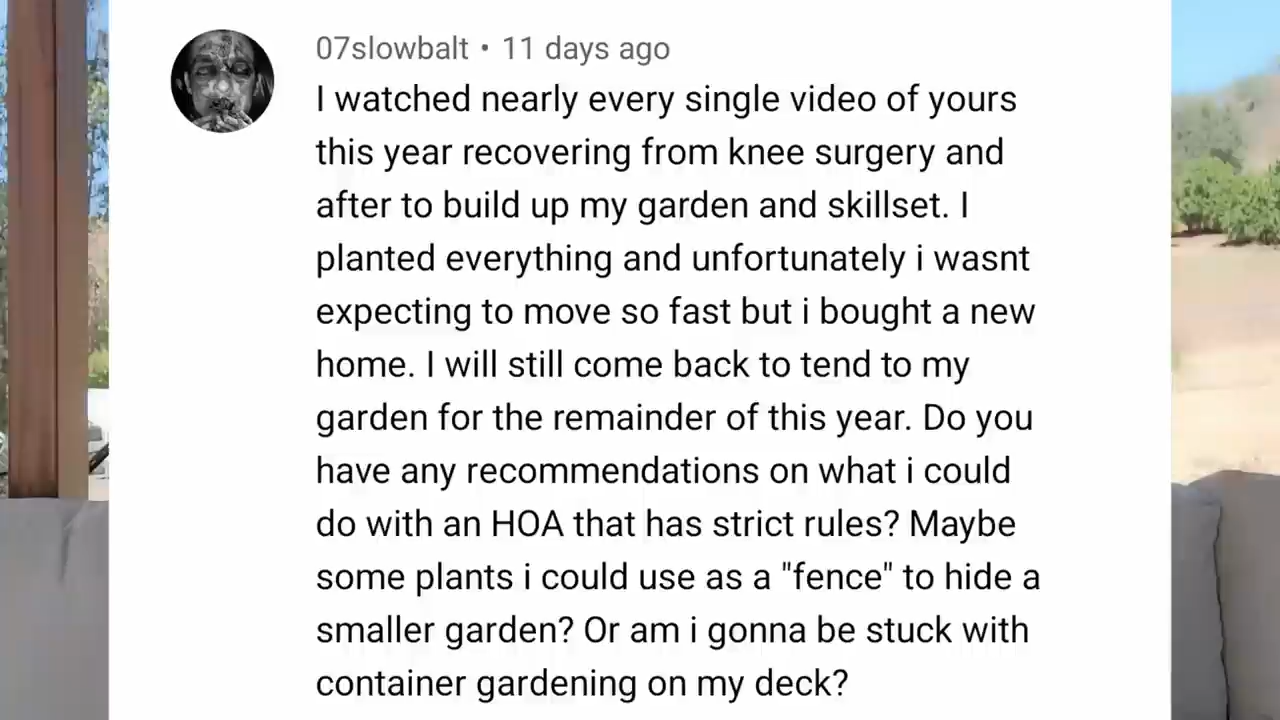 07slowbalt • 11 days ago
I watched nearly every single video of yours
this year recovering from knee surgery and
after to build up my garden and skillset. I
planted everything and unfortunately i wasnt
expecting to move so fast but i bought a new
home. I will still come back to tend to my
garden for the remainder of this year. Do you
have any recommendations on what i could
do with an HOA that has strict rules? Maybe
some plants i could use as a "fence" to hide a
smaller garden? Or am i gonna be stuck with
container gardening on my deck?